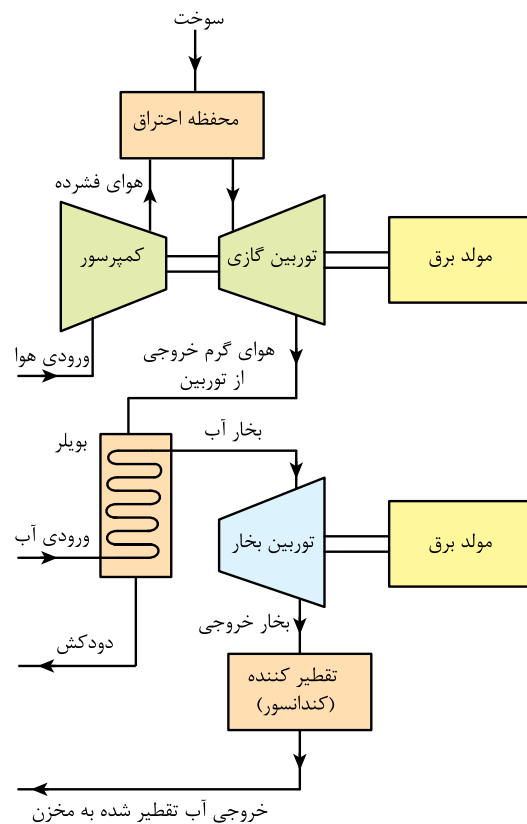 سوخت
محفظه احتراق
هوای فشرده
کمپرسور
توربین گازی
مولد برق
ورودی هوا
هوای گرم خروجی
از توربین
بویلر
بخار آب
ورودی آب
توربین بخار
مولد برق
بخار خروجی
دودکش
تقطیر کننده
(کندانسور)
خروجی آب تقطیر شده به مخزن